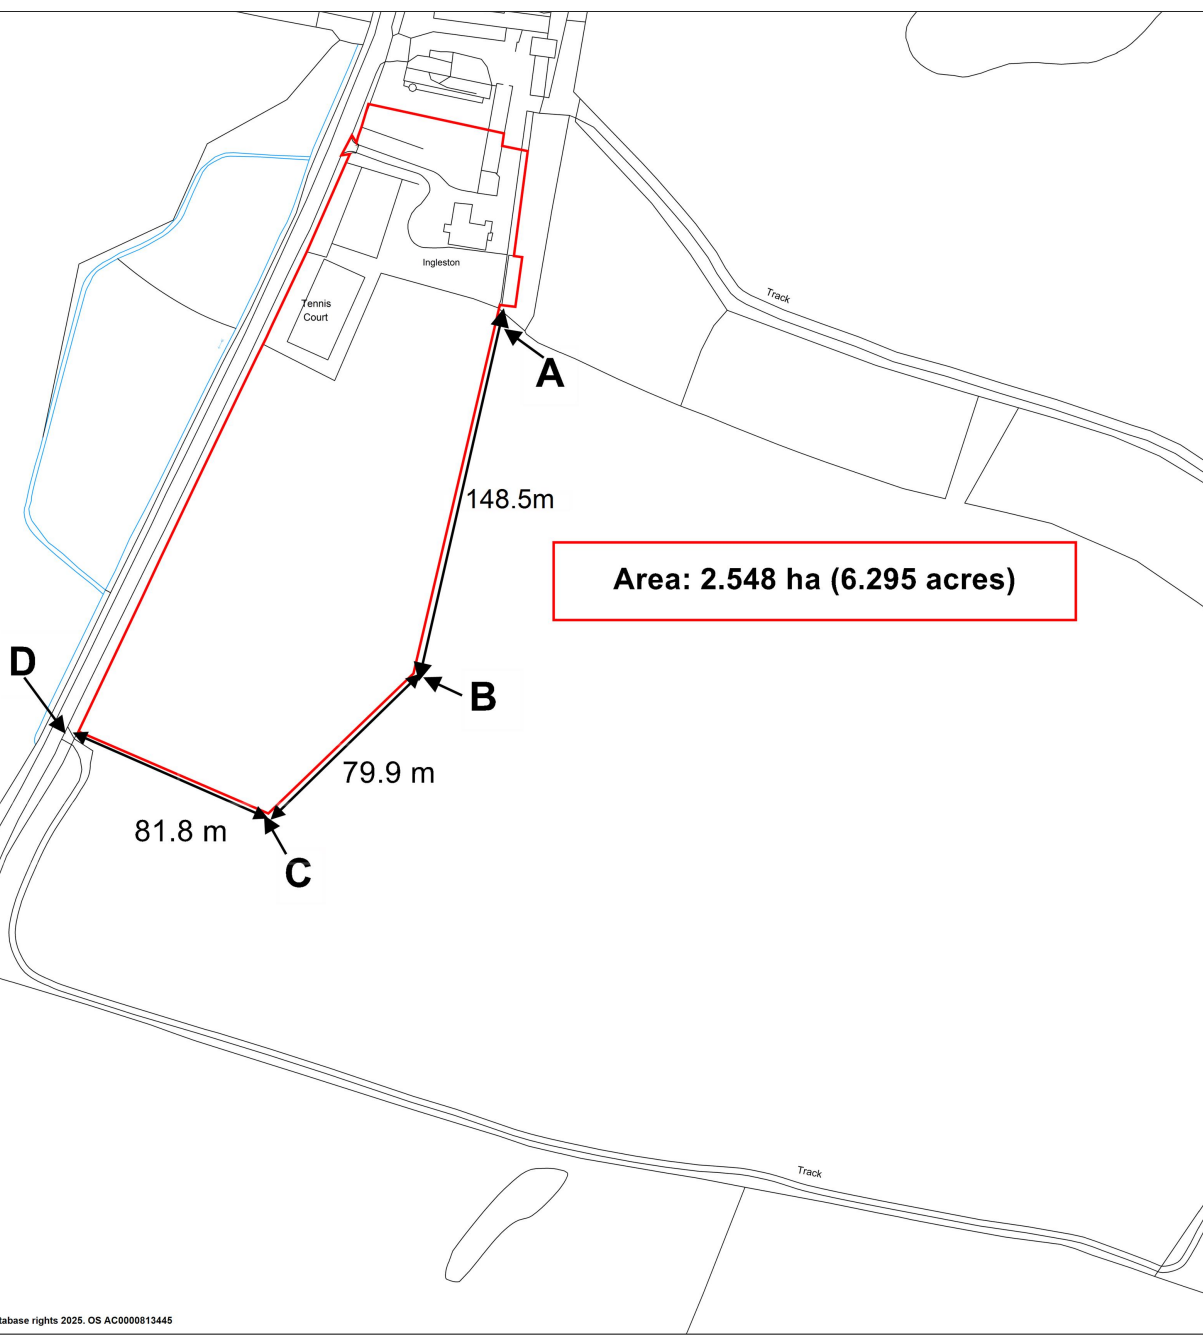 Ingleston
Track
Tennis
Court
A
148.5m
Area: 2.548 ha (6.295 acres)
D
B
79.9 m
81.8 m
C
Track
tabase rights 2025. OS AC0000813445